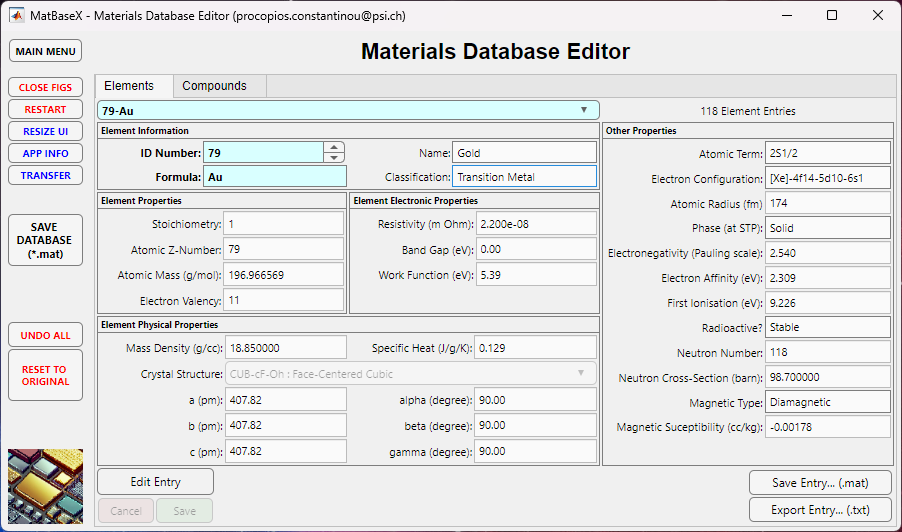 MatBaseX - Materials Database Editor (procopios.constantinou@psi.ch)
MAIN MENU
CLOSE FIGS
RESTART
RESIZE UI
APP INFO
TRANSFER
SAVE
DATABASE
(*.mat)
UNDO ALL
RESET TO
ORIGINAL
Materials Database Editor
Elements Compounds
79-Au
118 Element Entries
Element Information
ID Number: 79
Name: Gold
Formula: Au
Classification: Transition Metal
Element Properties
Stoichiometry: 1
Atomic Z-Number: 79
Atomic Mass (g/mol): 196.966569
Electron Valency: 11
Element Electronic Properties
Resistivity (m Ohm): 2.200e-08
Band Gap (eV): 0.00
Work Function (eV): 5.39
Element Physical Properties
Mass Density (g/cc): 18.850000
Specific Heat (J/g/K): 0.129
Crystal Structure: CUB-cF-Oh : Face-Centered Cubic
a (pm): 407.82
alpha (degree): 90.00
b (pm): 407.82
beta (degree): 90.00
c (pm): 407.82
gamma (degree): 90.00
Other Properties
Atomic Term: 2S1/2
Electron Configuration: [Xe]-4f14-5d10-6s1
Atomic Radius (fm) 174
Phase (at STP): Solid
Electronegativity (Pauling scale): 2.540
Electron Affinity (eV): 2.309
First Ionisation (eV): 9.226
Radioactive? Stable
Neutron Number: 118
Neutron Cross-Section (barn): 98.700000
Magnetic Type: Diamagnetic
Magnetic Suceptibility (cc/kg): -0.00178
Edit Entry
Cancel Save
Save Entry... (.mat)
Export Entry... (.txt)